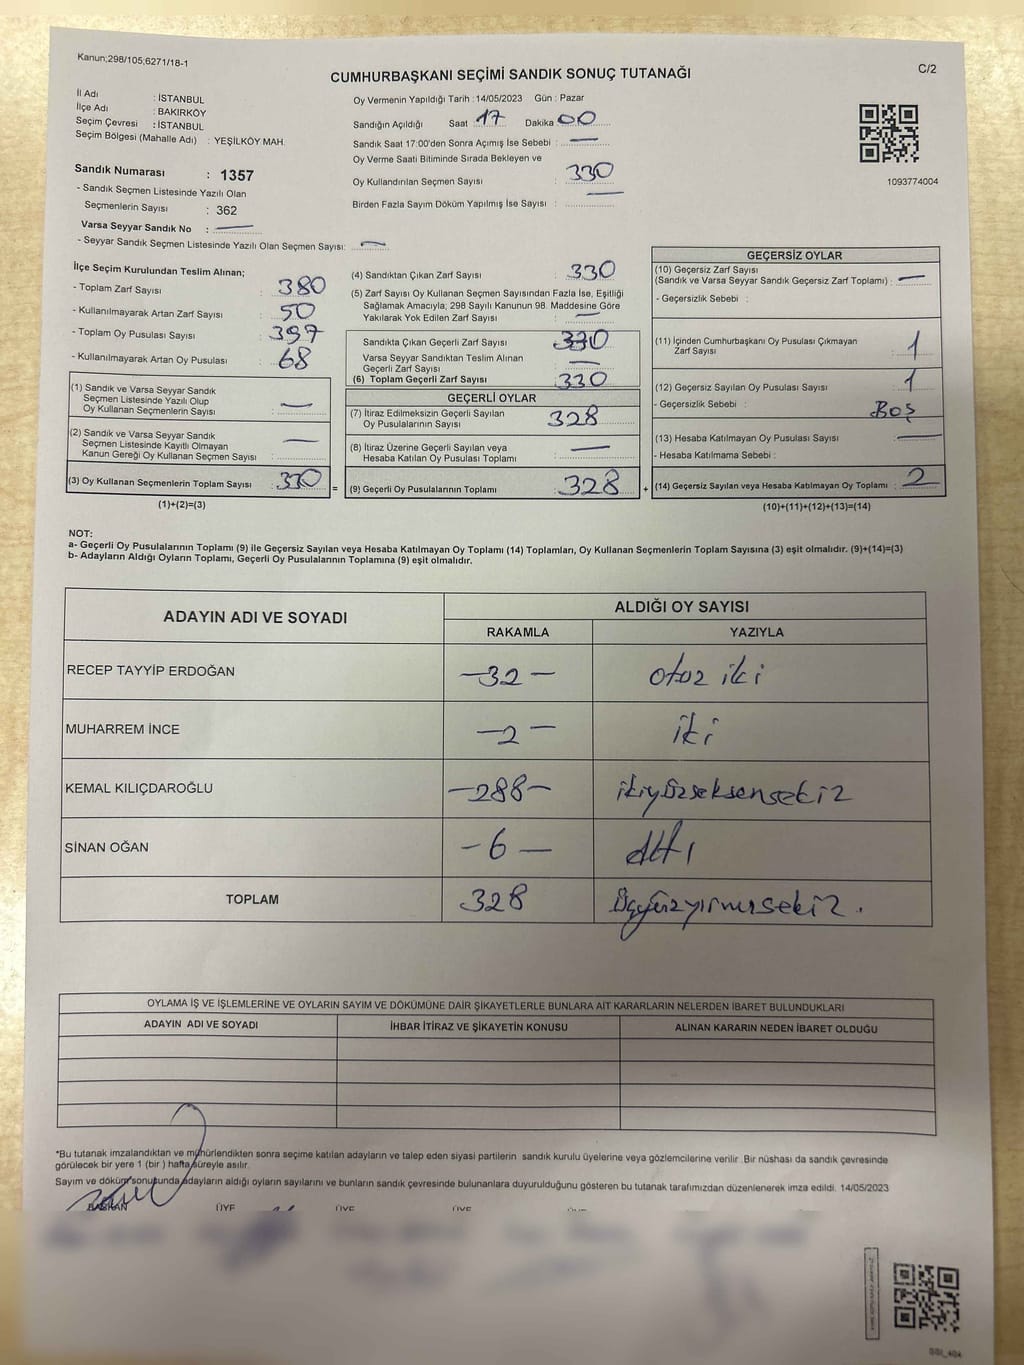 Kanun;298/105;6271/18-1
C/2
CUMHURBAŞKANI SEÇİMİ SANDIK SONUÇ TUTANAĞI
İl Adı : İSTANBUL
İlçe Adı : BAKIRKÖY
Seçim Çevresi : İSTANBUL
Seçim Bölgesi (Mahalle Adı) : YEŞİLKÖY MAH.
Sandık Numarası : 1357
- Sandık Seçmen Listesinde Yazılı Olan
Seçmenlerin Sayısı : 362
Varsa Seyyar Sandık No : —
- Seyyar Sandık Seçmen Listesinde Yazılı Olan Seçmen Sayısı: —
Oy Vermenin Yapıldığı Tarih :14/05/2023 Gün : Pazar
Sandığın Açıldığı Saat 17 Dakika 00
Sandık Saat 17:00'den Sonra Açımış İse Sebebi : —
Oy Verme Saati Bitiminde Sırada Bekleyen ve
Oy Kullandırılan Seçmen Sayısı : 330
Birden Fazla Sayım Döküm Yapılmış İse Sayısı : —
1093774004
İlçe Seçim Kurulundan Teslim Alınan;
- Toplam Zarf Sayısı : 380
- Kullanılmayarak Artan Zarf Sayısı : 50
- Toplam Oy Pusulası Sayısı : 397
- Kullanılmayarak Artan Oy Pusulası : 68
(1) Sandık ve Varsa Seyyar Sandık
Seçmen Listesinde Yazılı Olup
Oy Kullanan Seçmenlerin Sayısı : —
(2) Sandık ve Varsa Seyyar Sandık
Seçmen Listesinde Kayıtlı Olmayan
Kanun Gereği Oy Kullanan Seçmen Sayısı : —
(3) Oy Kullanan Seçmenlerin Toplam Sayısı : 330
(1)+(2)=(3)
=
(4) Sandıktan Çıkan Zarf Sayısı : 330
(5) Zarf Sayısı Oy Kullanan Seçmen Sayısından Fazla İse, Eşitliği
Sağlamak Amacıyla; 298 Sayılı Kanunun 98. Maddesine Göre
Yakılarak Yok Edilen Zarf Sayısı : —
Sandıkta Çıkan Geçerli Zarf Sayısı : 330
Varsa Seyyar Sandıktan Teslim Alınan
Geçerli Zarf Sayısı : —
(6) Toplam Geçerli Zarf Sayısı : 330
GEÇERLİ OYLAR
(7) İtiraz Edilmeksizin Geçerli Sayılan
Oy Pusulalarının Sayısı : 328
(8) İtiraz Üzerine Geçerli Sayılan veya
Hesaba Katılan Oy Pusulası Toplamı : —
(9) Geçerli Oy Pusulalarının Toplamı : 328
+
GEÇERSİZ OYLAR
(10) Geçersiz Zarf Sayısı
(Sandık ve Varsa Seyyar Sandık Geçersiz Zarf Toplamı) : —
- Geçersizlik Sebebi :
(11) İçinden Cumhurbaşkanı Oy Pusulası Çıkmayan
Zarf Sayısı : 1
(12) Geçersiz Sayılan Oy Pusulası Sayısı : 1
- Geçersizlik Sebebi : BOŞ
(13) Hesaba Katılmayan Oy Pusulası Sayısı : —
- Hesaba Katılmama Sebebi :
(14) Geçersiz Sayılan veya Hesaba Katılmayan Oy Toplamı : 2
(10)+(11)+(12)+(13)=(14)
NOT:
a- Geçerli Oy Pusulalarının Toplamı (9) ile Geçersiz Sayılan veya Hesaba Katılmayan Oy Toplamı (14) Toplamları, Oy Kullanan Seçmenlerin Toplam Sayısına (3) eşit olmalıdır. (9)+(14)=(3)
b- Adayların Aldığı Oyların Toplamı, Geçerli Oy Pusulalarının Toplamına (9) eşit olmalıdır.
ADAYIN ADI VE SOYADI ALDIĞI OY SAYISI
RAKAMLA YAZIYLA
RECEP TAYYİP ERDOĞAN —32— otuz iki
MUHARREM İNCE —2— iki
KEMAL KILIÇDAROĞLU —288— ikiyüzseksensekiz
SİNAN OĞAN —6— Altı
TOPLAM 328 Üçyüzyirmisekiz.
OYLAMA İŞ VE İŞLEMLERİNE VE OYLARIN SAYIM VE DÖKÜMÜNE DAİR ŞİKAYETLERLE BUNLARA AİT KARARLARIN NELERDEN İBARET BULUNDUKLARI
ADAYIN ADI VE SOYADI İHBAR İTİRAZ VE ŞİKAYETİN KONUSU ALINAN KARARIN NEDEN İBARET OLDUĞU
*Bu tutanak imzalandıktan ve mühürlendikten sonra seçime katılan adayların ve talep eden siyasi partilerin sandık kurulu üyelerine veya gözlemcilerine verilir .Bir nüshası da sandık çevresinde
görülecek bir yere 1 (bir ) hafta süreyle asılır.
Sayım ve döküm sonucunda adayların aldığı oyların sayılarını ve bunların sandık çevresinde bulunanlara duyurulduğunu gösteren bu tutanak tarafımızdan düzenlenerek imza edildi. 14/05/2023
BAŞKAN ÜYE ÜYE ÜYE